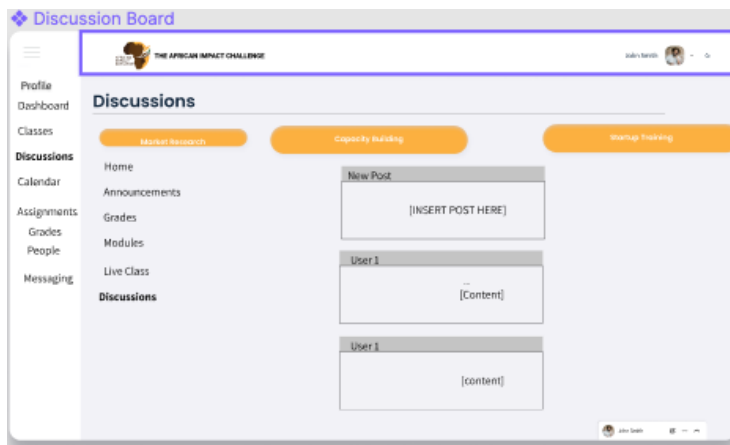 Discussion Board
THE AFRICAN IMPACT CHALLENGE
John Smith
Profile
Dashboard
Classes
Discussions
Calendar
Assignments
Grades
People
Messaging
Discussions
Market Research
Capacity Building
Startup Training
Home
Announcements
Grades
Modules
Live Class
Discussions
New Post
[INSERT POST HERE]
User 1
...
[Content]
User 1
[content]
John Smith